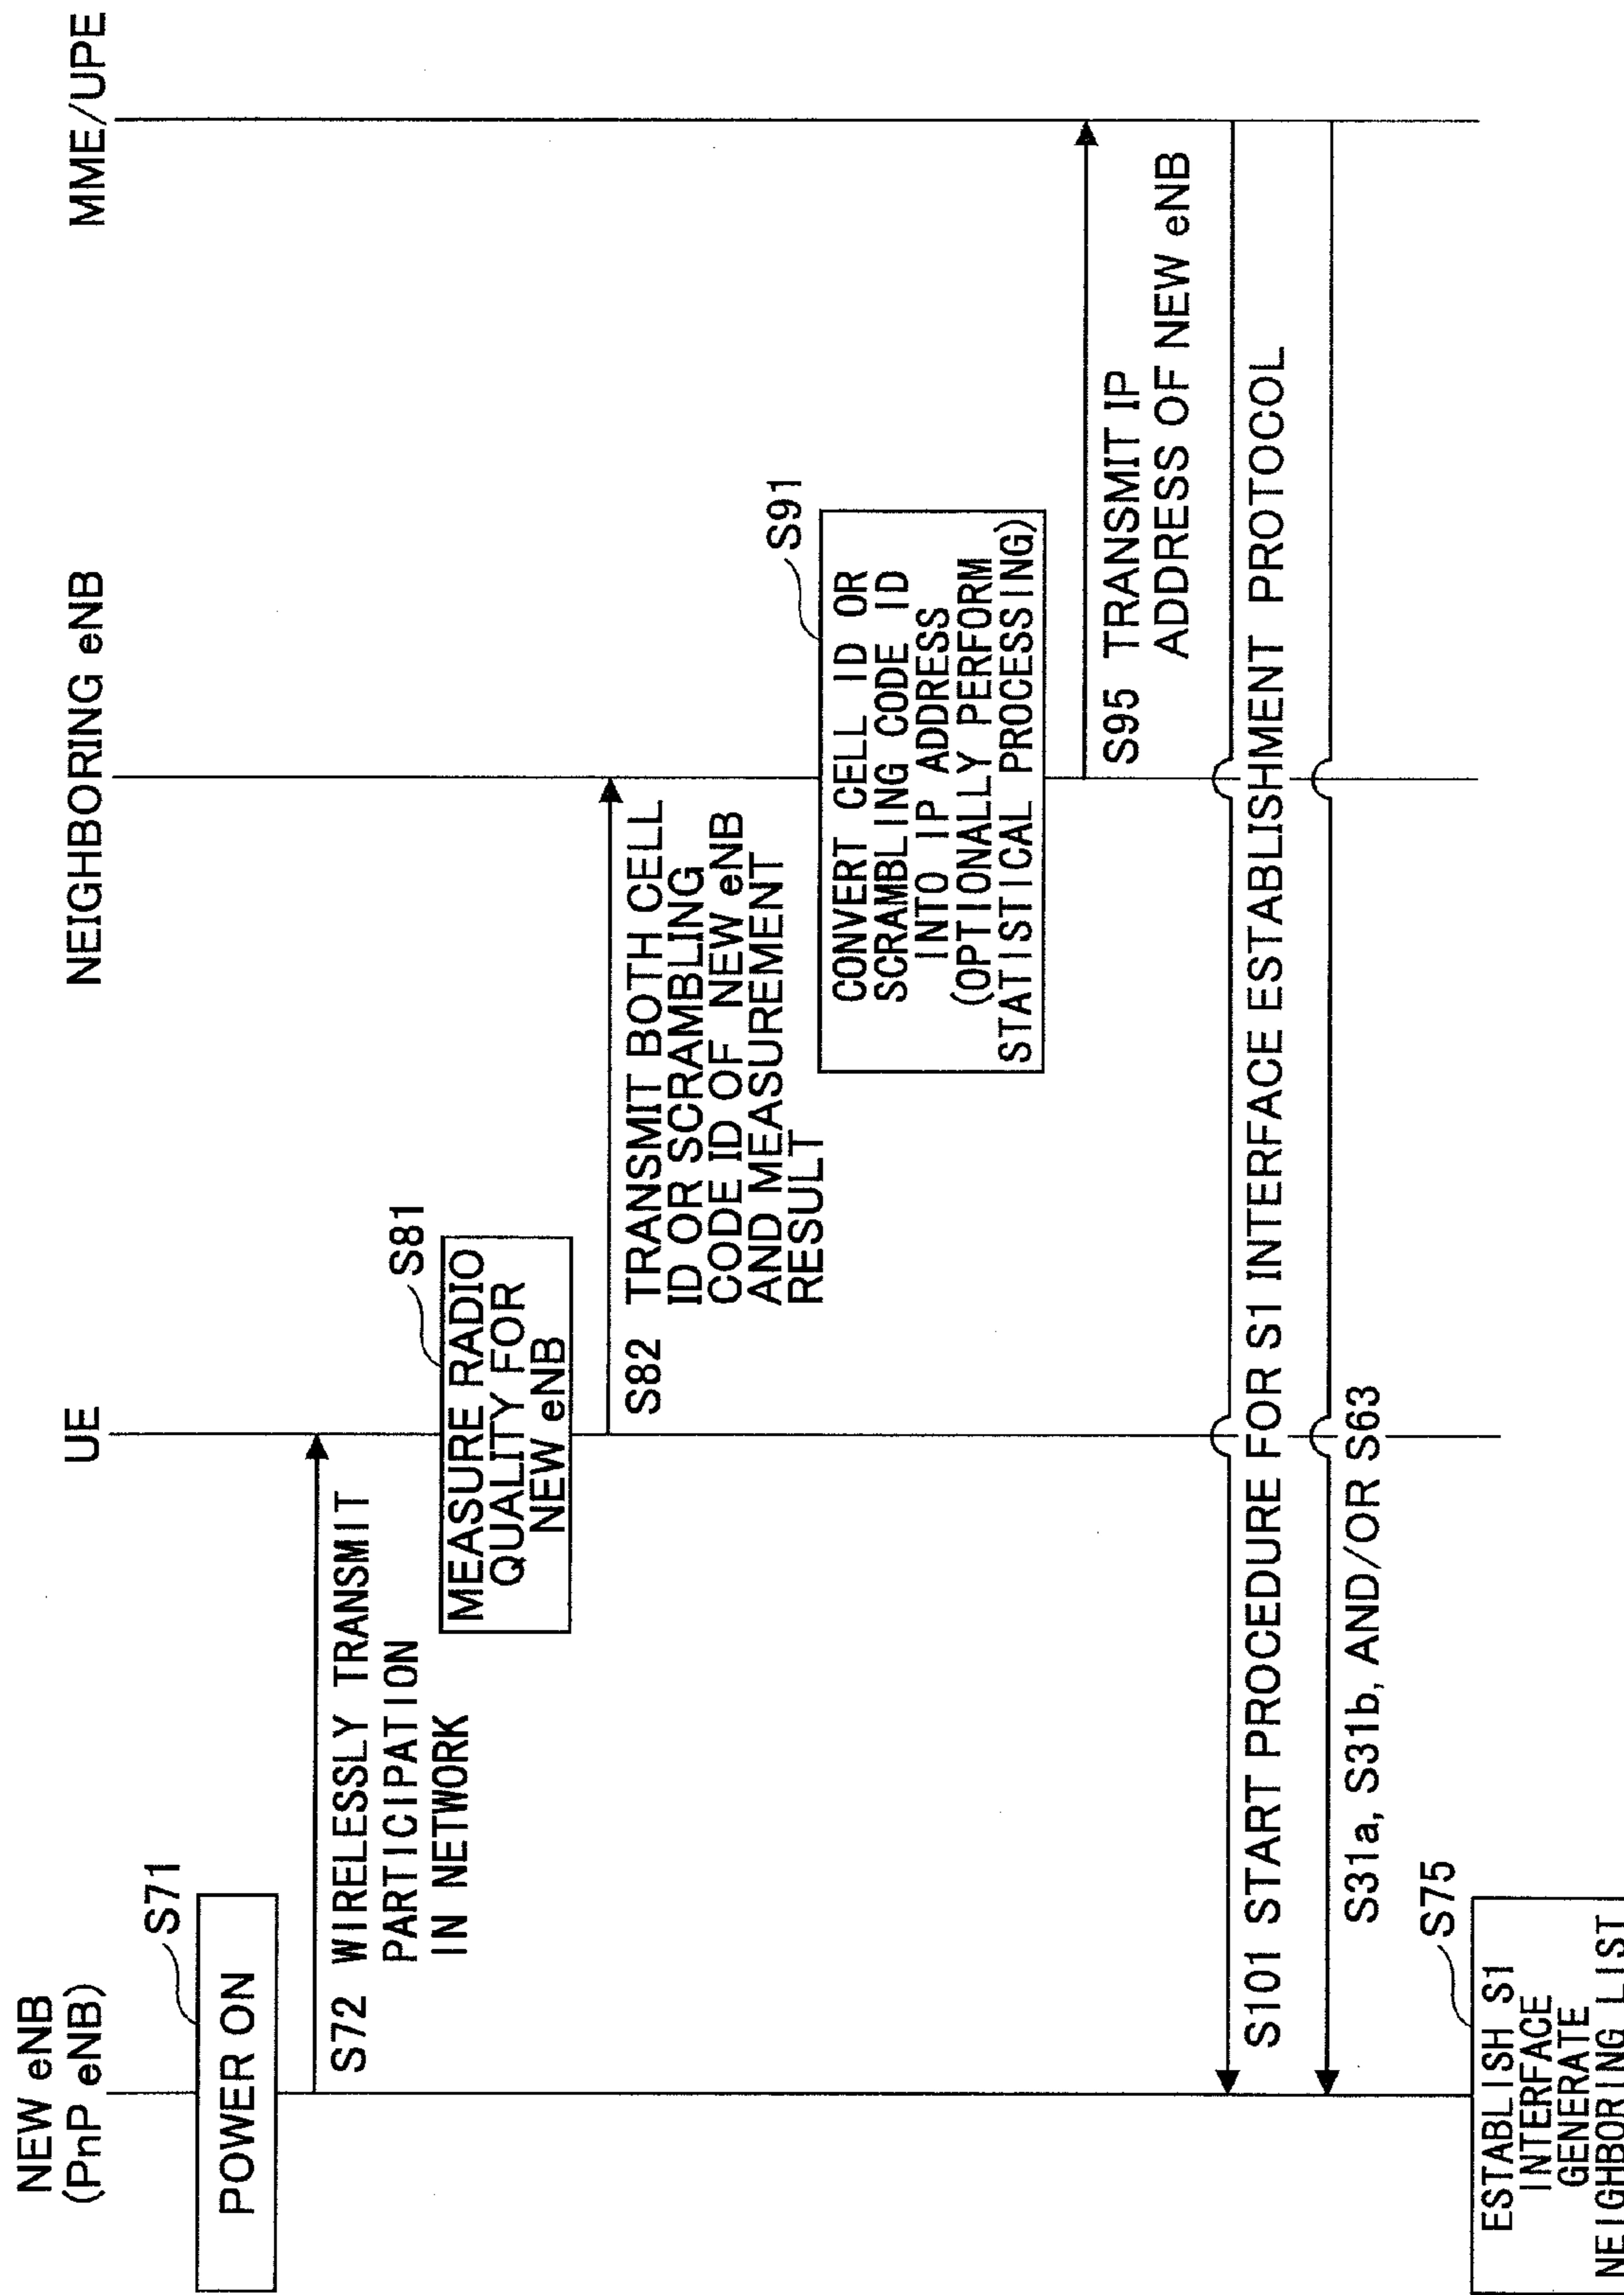 NEW eNB
(PnP eNB)
UE
NEIGHBORING eNB
MME/UPE
S71
POWER ON
S72 WIRELESSLY TRANSMIT
PARTICIPATION
IN NETWORK
S81
MEASURE RADIO
QUALITY FOR
NEW eNB
S82 TRANSMIT BOTH CELL
ID OR SCRAMBLING
CODE ID OF NEW eNB
AND MEASUREMENT
RESULT
S91
CONVERT CELL ID OR
SCRAMBLING CODE ID
INTO IP ADDRESS
(OPTIONALLY PERFORM
STATISTICAL PROCESSING)
S95 TRANSMIT IP
ADDRESS OF NEW eNB
S101 START PROCEDURE FOR S1 INTERFACE ESTABLISHMENT PROTOCOL
S31a, S31b, AND/OR S63
S75
ESTABLISH S1
INTERFACE
GENERATE
NEIGHBORING LIST